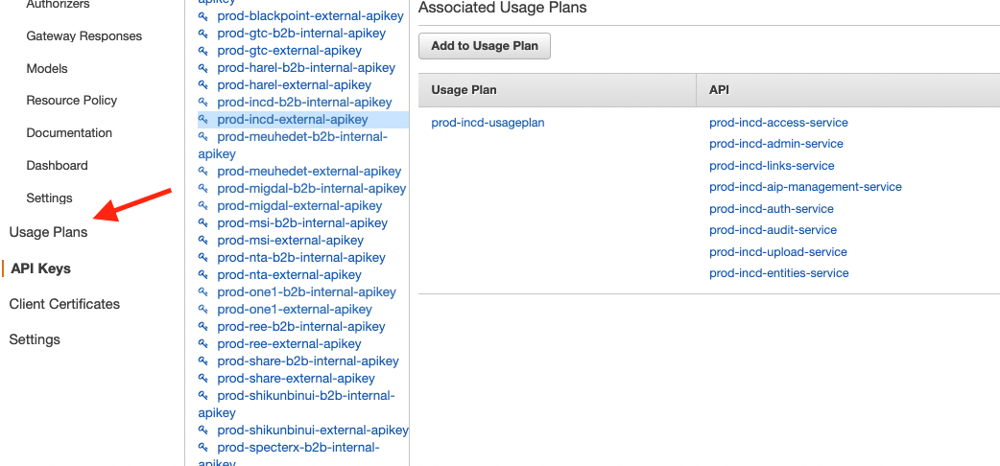 Authorizers
Gateway Responses
Models
Resource Policy
Documentation
Dashboard
Settings
Usage Plans
API Keys
Client Certificates
Settings
apikey
prod-blackpoint-external-apikey
prod-gtc-b2b-internal-apikey
prod-gtc-external-apikey
prod-harel-b2b-internal-apikey
prod-harel-external-apikey
prod-incd-b2b-internal-apikey
prod-incd-external-apikey
prod-meuhedet-b2b-internal-
apikey
prod-meuhedet-external-apikey
prod-migdal-b2b-internal-apikey
prod-migdal-external-apikey
prod-msi-b2b-internal-apikey
prod-msi-external-apikey
prod-nta-b2b-internal-apikey
prod-nta-external-apikey
prod-one1-b2b-internal-apikey
prod-one1-external-apikey
prod-ree-b2b-internal-apikey
prod-ree-external-apikey
prod-share-b2b-internal-apikey
prod-share-external-apikey
prod-shikunbinui-b2b-internal-
apikey
prod-shikunbinui-external-apikey
prod-specterx-b2b-internal-
apikey
Associated Usage Plans
Add to Usage Plan
Usage Plan API
prod-incd-usageplan prod-incd-access-service
prod-incd-admin-service
prod-incd-links-service
prod-incd-aip-management-service
prod-incd-auth-service
prod-incd-audit-service
prod-incd-upload-service
prod-incd-entities-service